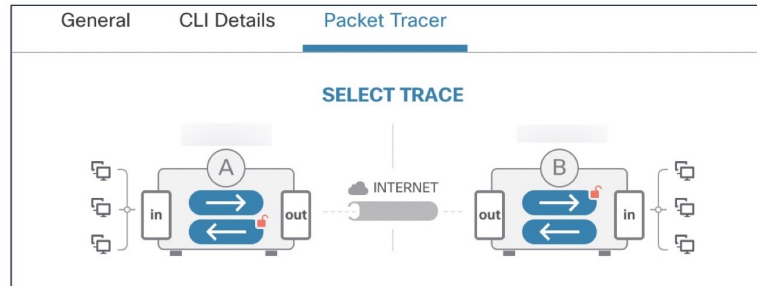 General CLI Details Packet Tracer
SELECT TRACE
A B
INTERNET
in out out in